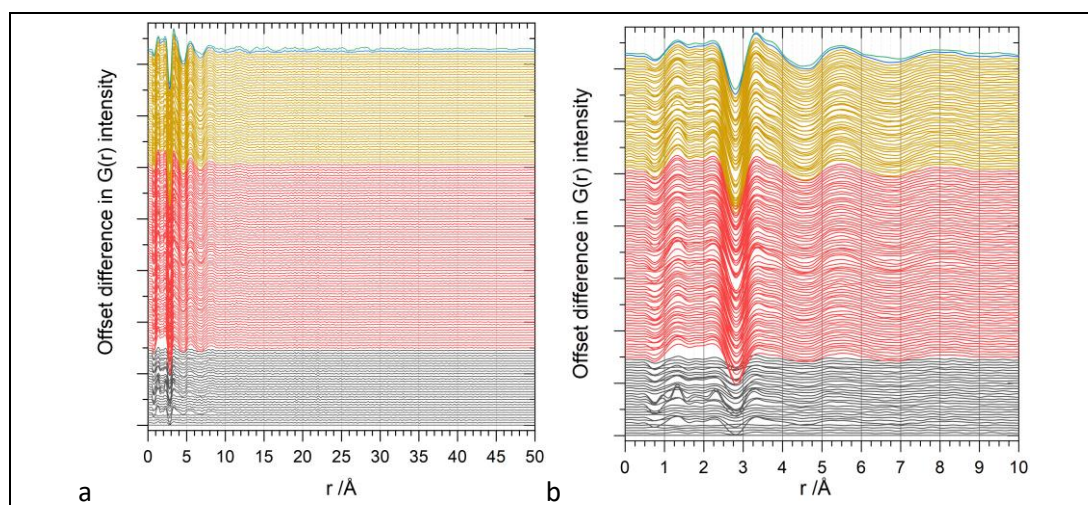 Offset difference in G(r) intensity
0 5 10 15 20 25 30 35 40 45 50
r /Å
a
Offset difference in G(r) intensity
0 1 2 3 4 5 6 7 8 9 10
r /Å
b